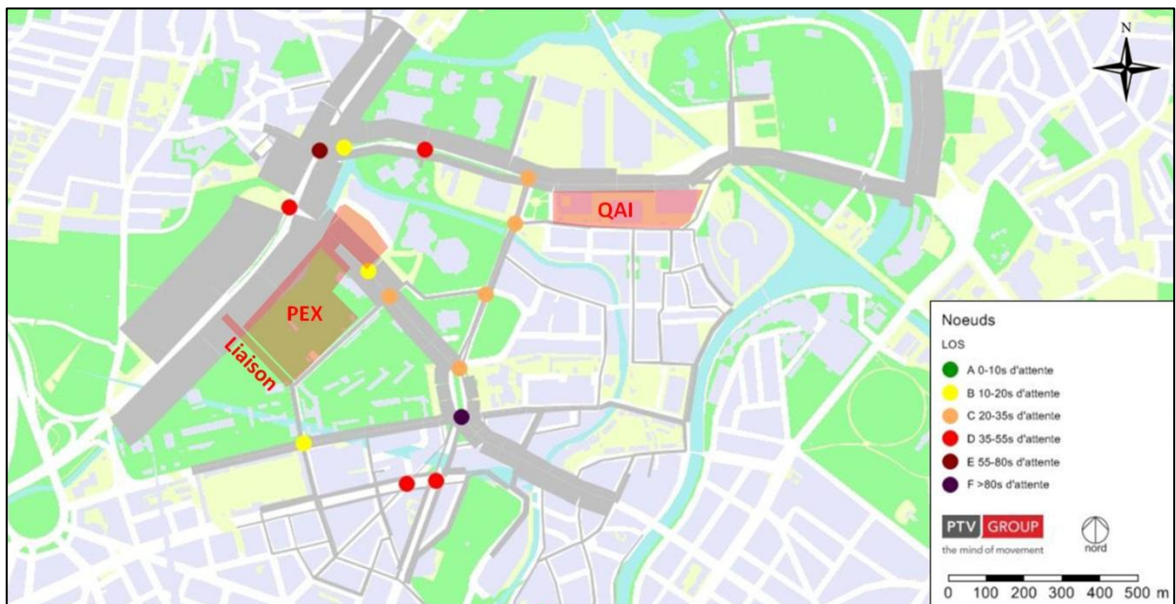 N
QAI
PEX
Liaison
Noeuds
LOS
A 0-10s d'attente
B 10-20s d'attente
C 20-35s d'attente
D 35-55s d'attente
E 55-80s d'attente
F >80s d'attente
PTV GROUP
the mind of movement
nord
0 100 200 300 400 500 m